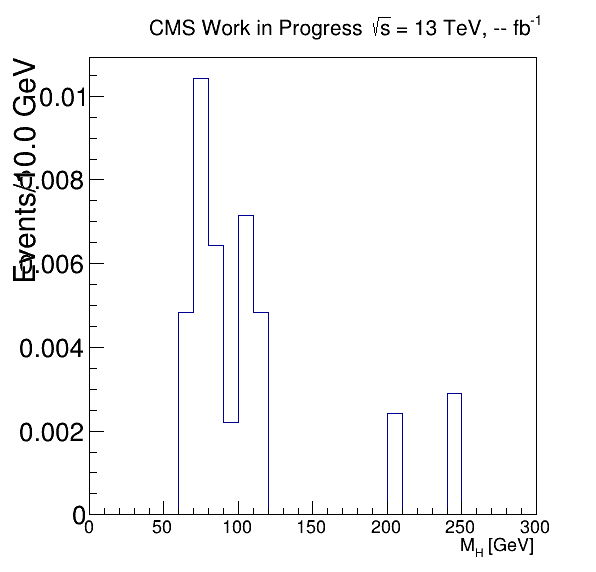 CMS Work in Progress √s = 13 TeV, -- fb⁻¹
Events/10.0 GeV
0.01
0.008
0.006
0.004
0.002
0
0 50 100 150 200 250 300
M_H [GeV]